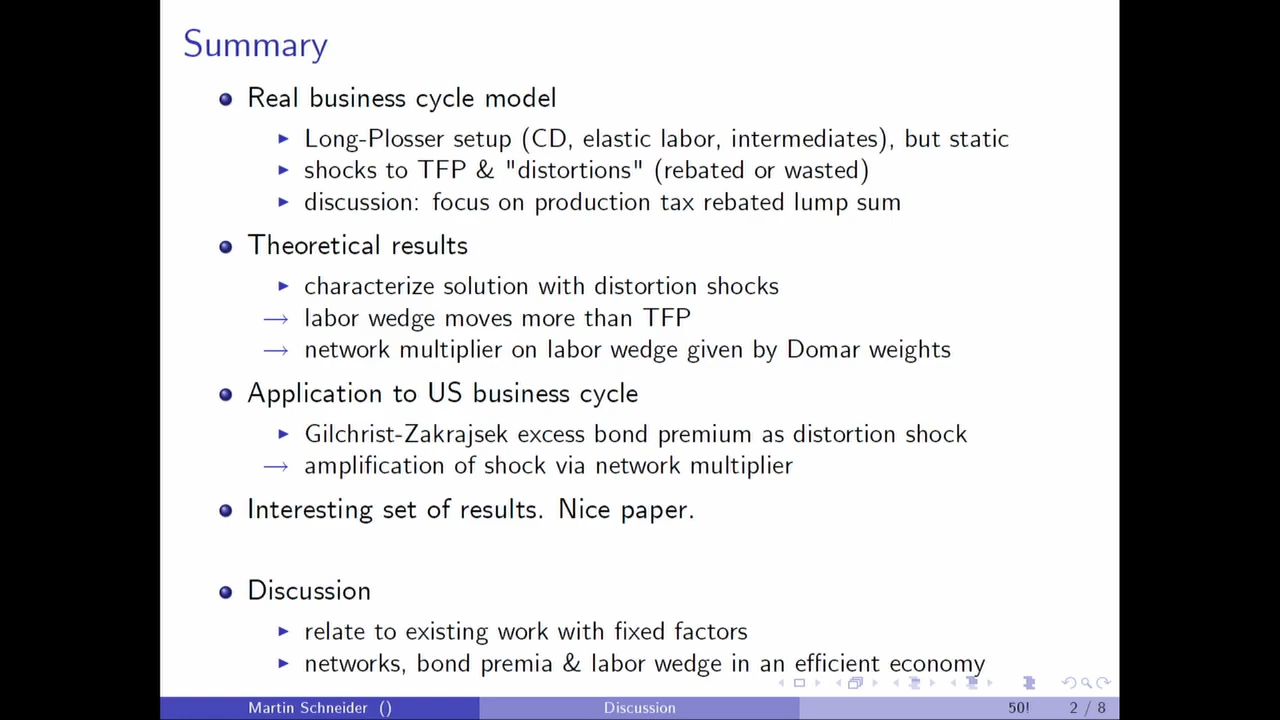 Summary
Real business cycle model
Long-Plosser setup (CD, elastic labor, intermediates), but static
shocks to TFP & "distortions" (rebated or wasted)
discussion: focus on production tax rebated lump sum
Theoretical results
characterize solution with distortion shocks
→ labor wedge moves more than TFP
→ network multiplier on labor wedge given by Domar weights
Application to US business cycle
Gilchrist-Zakrajsek excess bond premium as distortion shock
→ amplification of shock via network multiplier
Interesting set of results. Nice paper.
Discussion
relate to existing work with fixed factors
networks, bond premia & labor wedge in an efficient economy
Martin Schneider () Discussion 50! 2 / 8